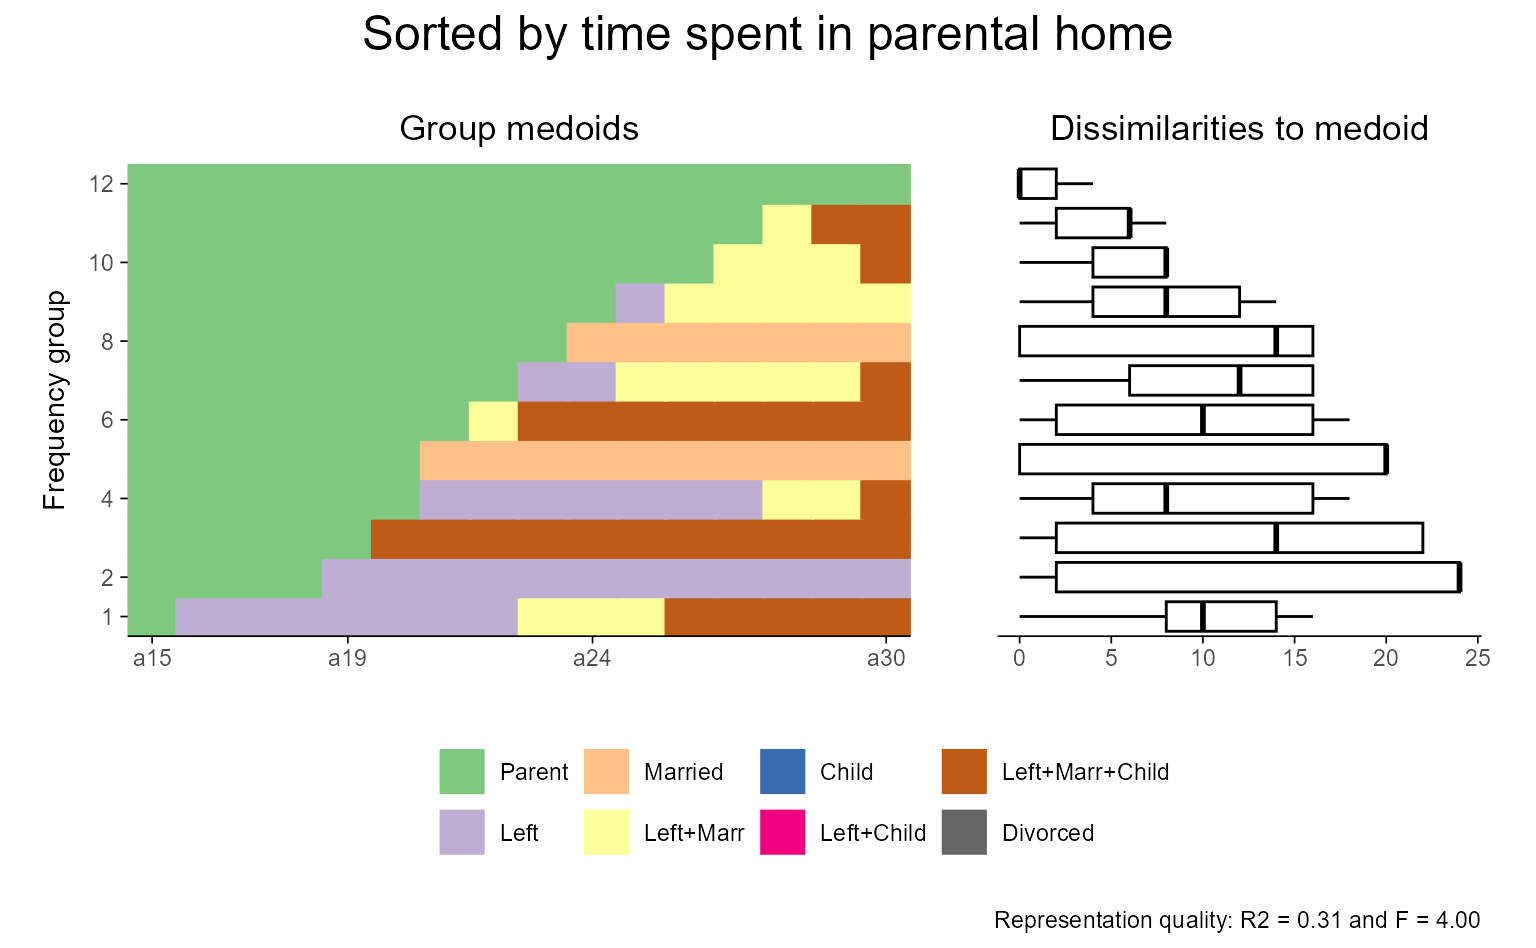 Sorted by time spent in parental home
Group medoids
Dissimilarities to medoid
Frequency group
12
10
8
6
4
2
1
a15 a19 a24 a30
0 5 10 15 20 25
Parent Married Child Left+Marr+Child
Left Left+Marr Left+Child Divorced
Representation quality: R2 = 0.31 and F = 4.00